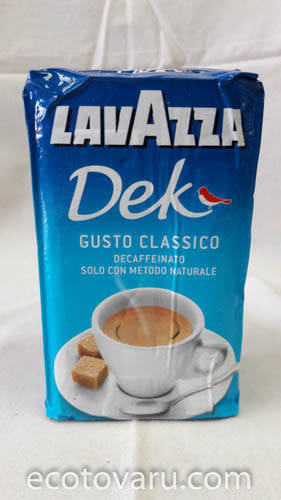 LAVAZZA
Dek
GUSTO CLASSICO
DECAFFEINATO
SOLO CON METODO NATURALE
ecotovaru.com